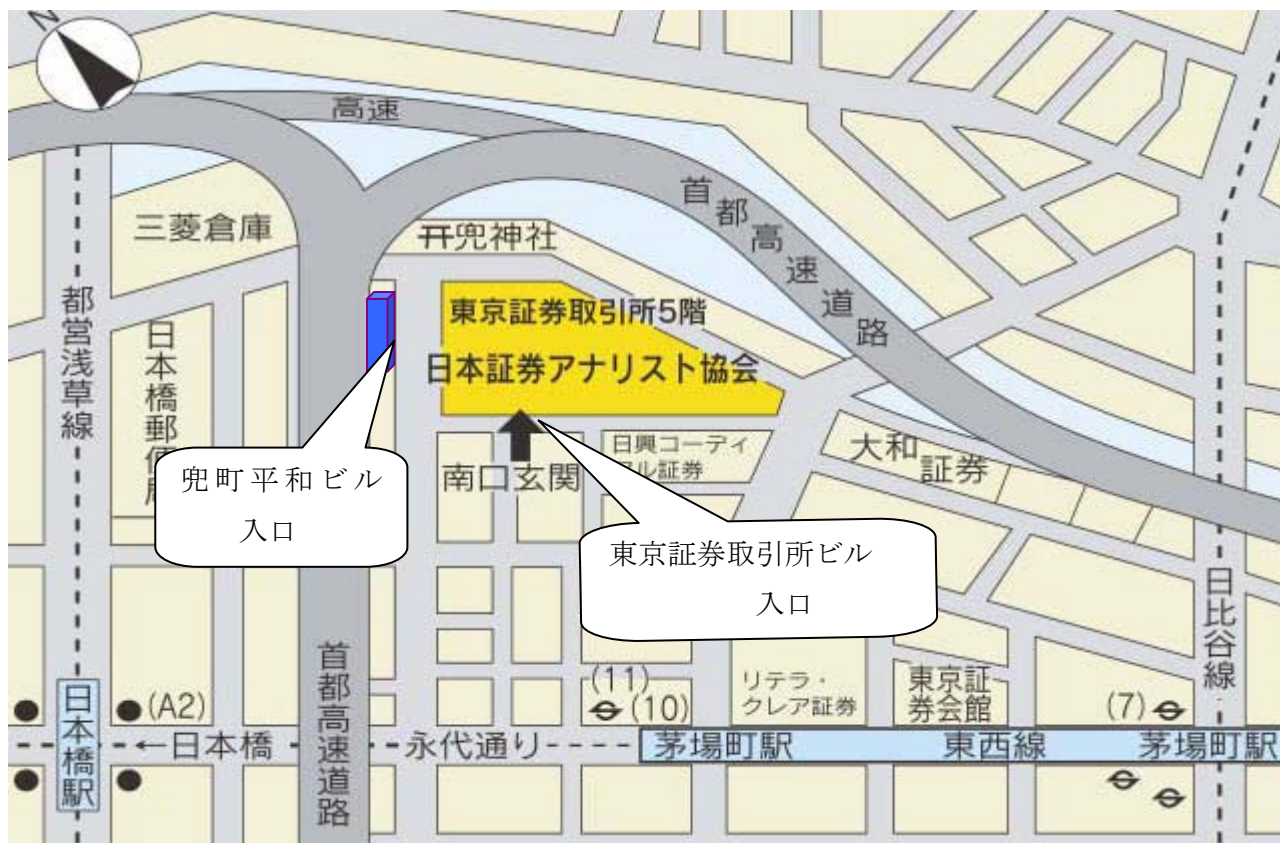 N
高速
首都高速道路
三菱倉庫
兜神社
都営浅草線
日本橋郵便局
東京証券取引所5階
日本証券アナリスト協会
日興コーディ
アル証券
大和
証券
南口玄関
兜町平和ビル
入口
東京証券取引所ビル
入口
日比谷線
首都高速道路
(11)
(10)
リテラ・
クレア証券
東京証
券会館
(7)
(A2)
日本橋駅
←日本橋
永代通り
茅場町駅
東西線
茅場町駅